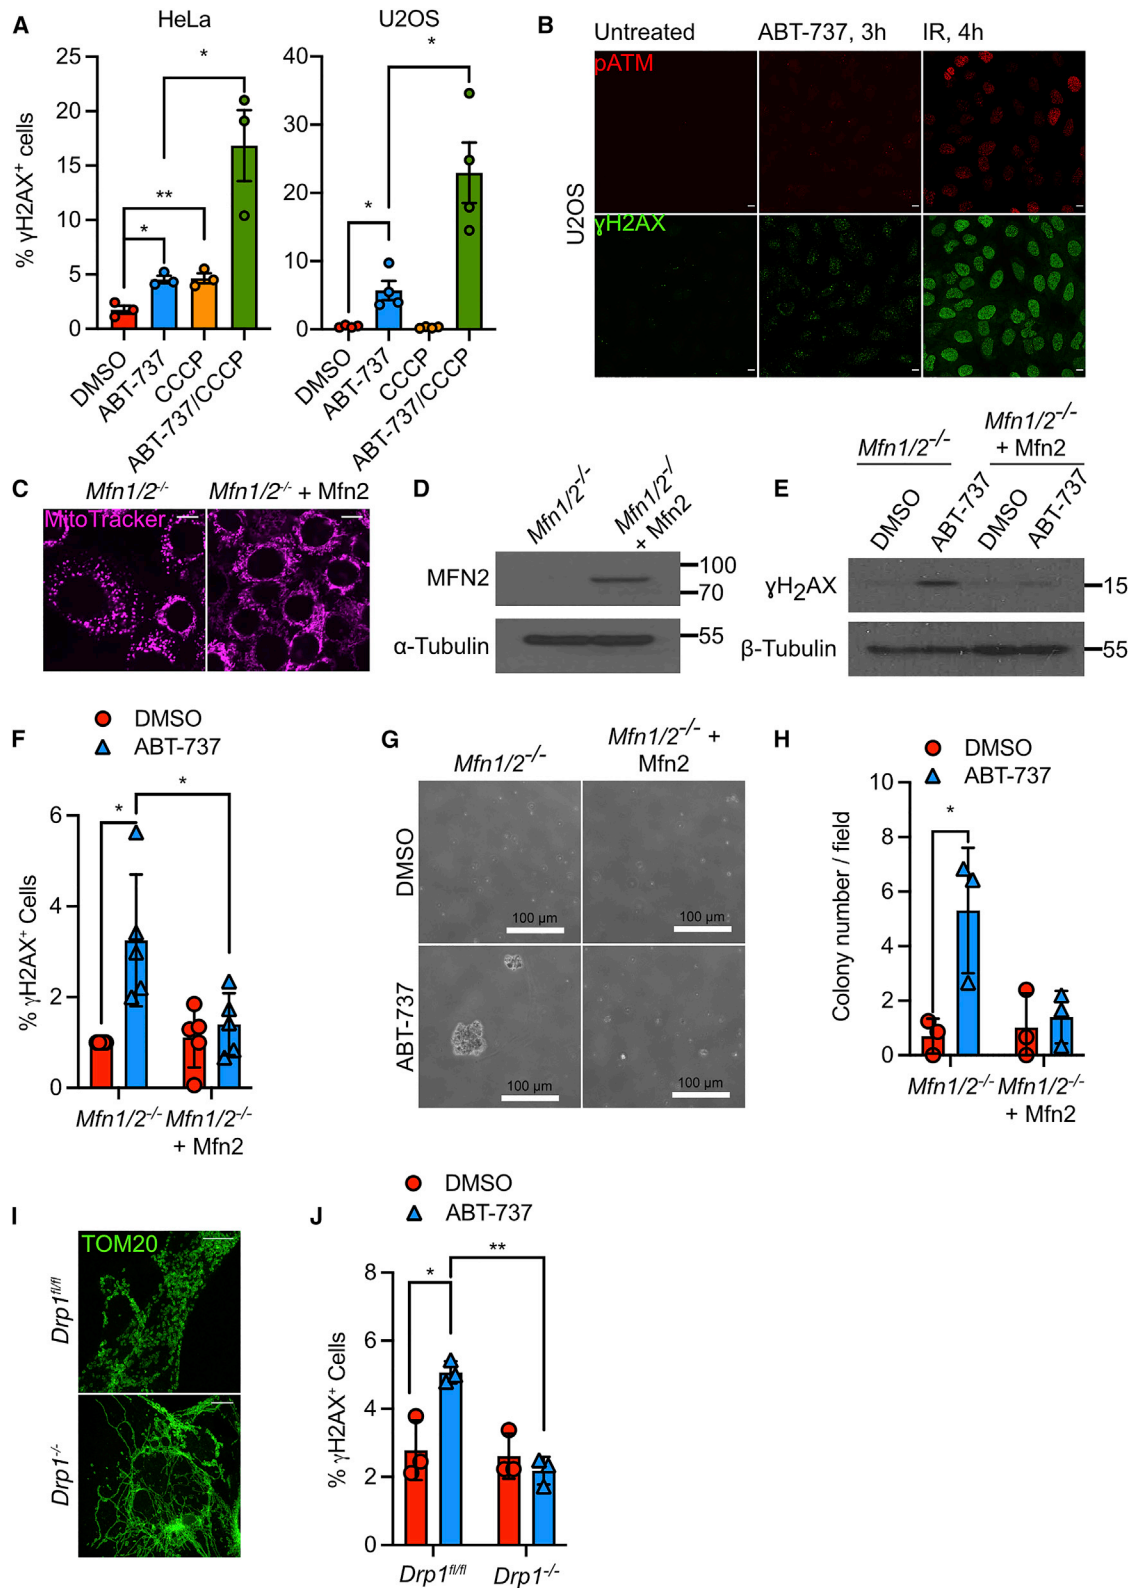 A
HeLa
U2OS
% γH2AX⁺ cells
25
20
15
10
5
0
*
**
*
DMSO
ABT-737
CCCP
ABT-737/CCCP
40
30
20
10
0
*
*
DMSO
ABT-737
CCCP
ABT-737/CCCP
B
Untreated
ABT-737, 3h
IR, 4h
U2OS
pATM
γH2AX
C
Mfn1/2⁻/⁻
Mfn1/2⁻/⁻ + Mfn2
MitoTracker
D
Mfn1/2⁻/⁻
Mfn1/2⁻/
+ Mfn2
MFN2
100
70
α-Tubulin
55
E
Mfn1/2⁻/⁻
Mfn1/2⁻/⁻
+ Mfn2
DMSO
ABT-737
DMSO
ABT-737
γH₂AX
15
β-Tubulin
55
F
DMSO
ABT-737
% γH2AX⁺ Cells
6
4
2
0
*
*
Mfn1/2⁻/⁻
Mfn1/2⁻/⁻
+ Mfn2
G
Mfn1/2⁻/⁻
Mfn1/2⁻/⁻ +
Mfn2
DMSO
100 µm
100 µm
ABT-737
100 µm
100 µm
H
DMSO
ABT-737
Colony number / field
10
8
6
4
2
0
*
Mfn1/2⁻/⁻
Mfn1/2⁻/⁻
+ Mfn2
I
TOM20
Drp1ᶠˡ/ᶠˡ
Drp1⁻/⁻
J
DMSO
ABT-737
% γH2AX⁺ Cells
8
6
4
2
0
*
**
Drp1ᶠˡ/ᶠˡ
Drp1⁻/⁻